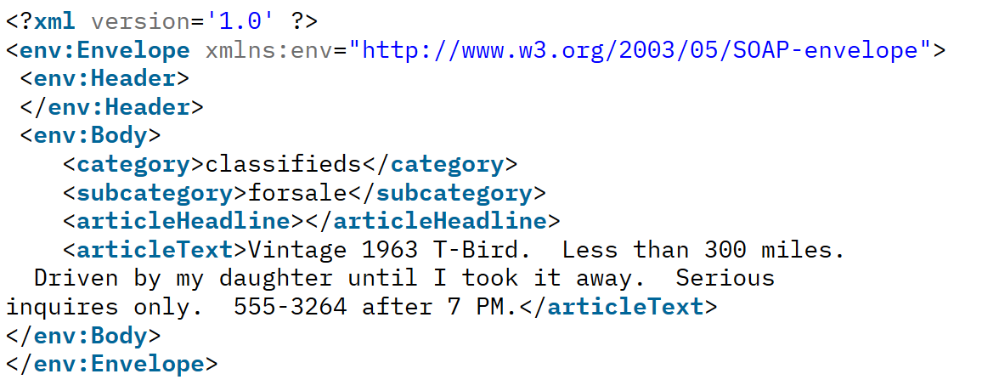 <?xml version='1.0' ?>
<env:Envelope xmlns:env="http://www.w3.org/2003/05/SOAP-envelope">
 <env:Header>
 </env:Header>
 <env:Body>
    <category>classifieds</category>
    <subcategory>forsale</subcategory>
    <articleHeadline></articleHeadline>
    <articleText>Vintage 1963 T-Bird.  Less than 300 miles.
  Driven by my daughter until I took it away.  Serious
inquires only.  555-3264 after 7 PM.</articleText>
</env:Body>
</env:Envelope>